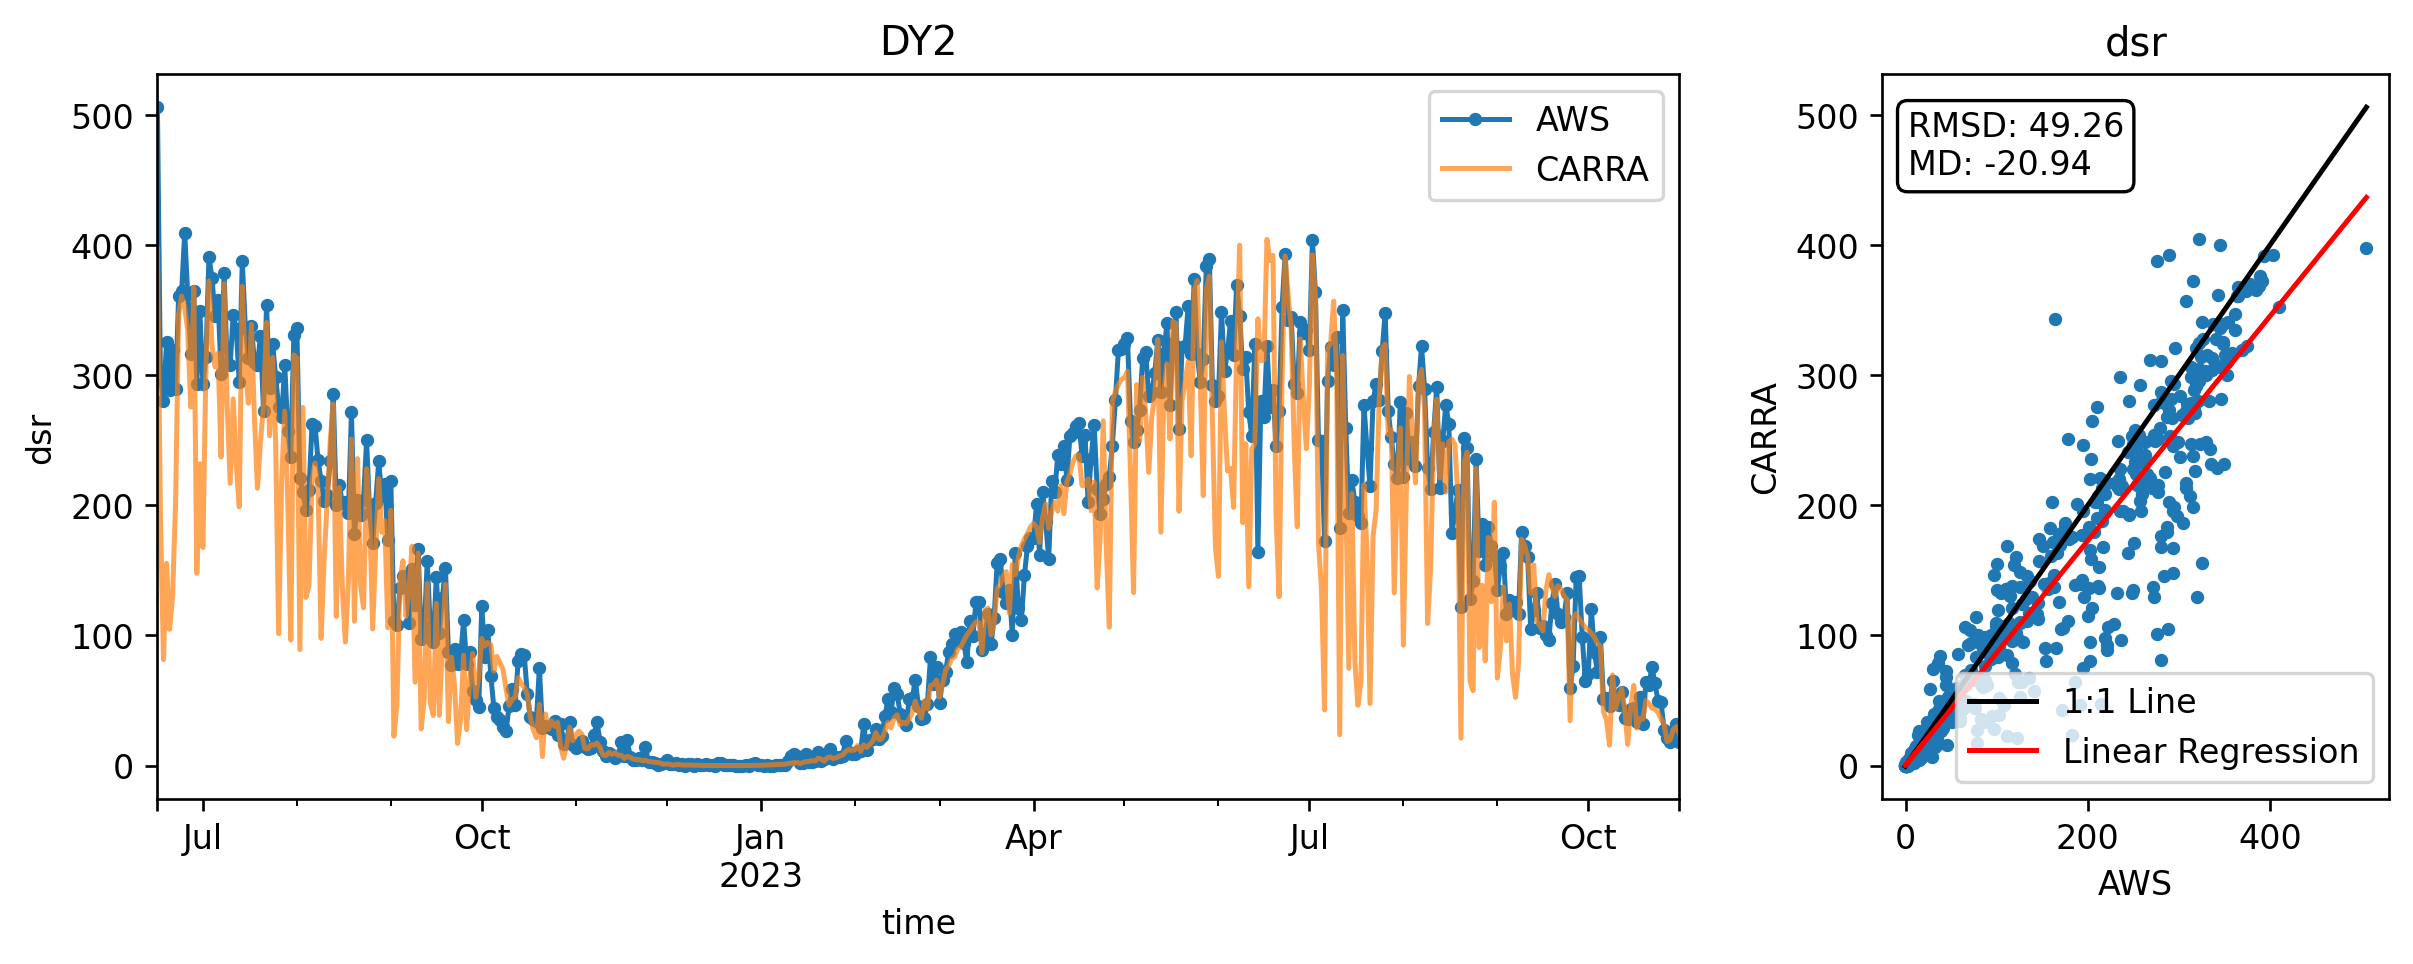 DY2
dsr
500
400
300
200
100
0
Jul
Oct
Jan
2023
Apr
Jul
Oct
time
AWS
CARRA
dsr
CARRA
500
400
300
200
100
0
0
200
400
AWS
RMSD: 49.26
MD: -20.94
1:1 Line
Linear Regression